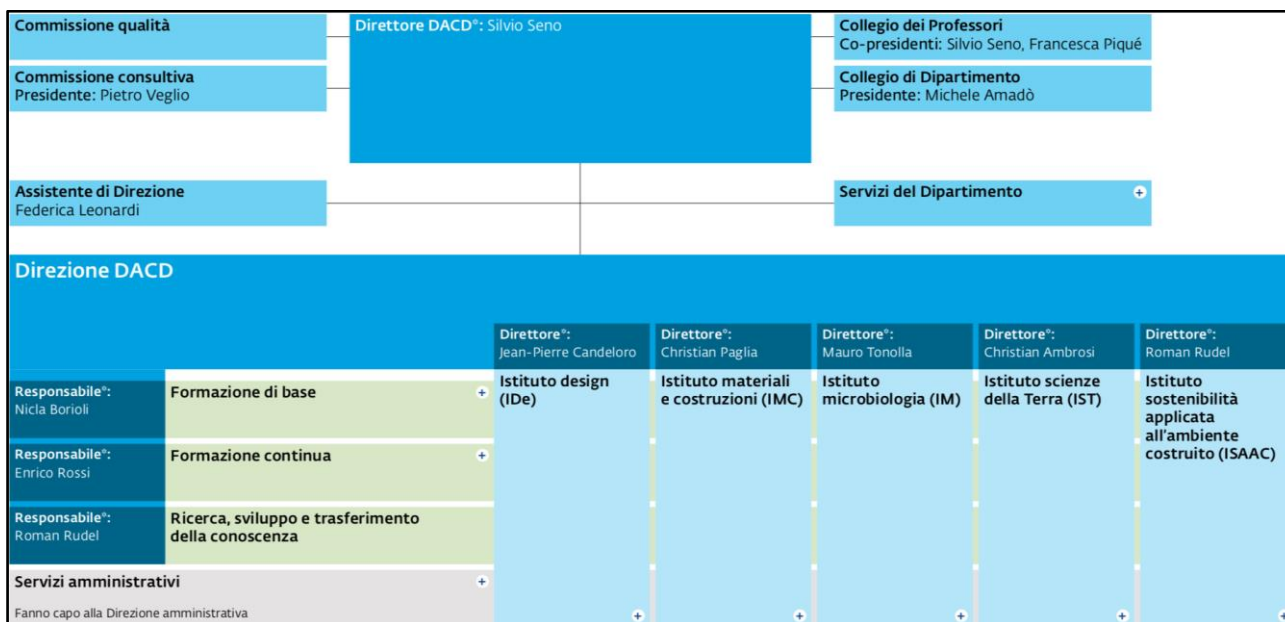 Commissione qualità
Direttore DACD°: Silvio Seno
Collegio dei Professori
Co-presidenti: Silvio Seno, Francesca Piqué
Commissione consultiva
Presidente: Pietro Veglio
Collegio di Dipartimento
Presidente: Michele Amadò
Assistente di Direzione
Federica Leonardi
Servizi del Dipartimento
+
Direzione DACD
Direttore°:
Jean-Pierre Candeloro
Direttore°:
Christian Paglia
Direttore°:
Mauro Tonolla
Direttore°:
Christian Ambrosi
Direttore°:
Roman Rudel
Istituto design
(IDe)
Istituto materiali
e costruzioni (IMC)
Istituto
microbiologia (IM)
Istituto scienze
della Terra (IST)
Istituto
sostenibilità
applicata
all'ambiente
costruito (ISAAC)
Responsabile°:
Nicla Borioli
Formazione di base
+
Responsabile°:
Enrico Rossi
Formazione continua
+
Responsabile°:
Roman Rudel
Ricerca, sviluppo e trasferimento
della conoscenza
Servizi amministrativi
+
Fanno capo alla Direzione amministrativa
+
+
+
+
+